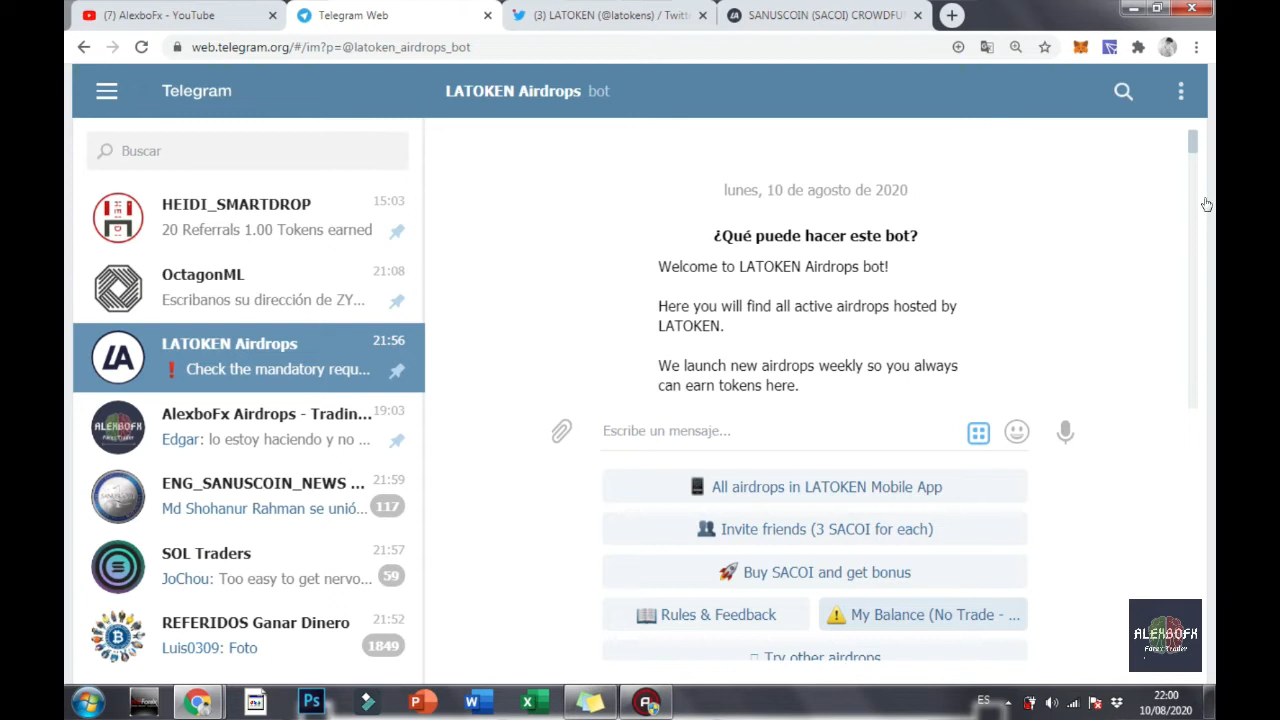 (7) AlexboFx - YouTube
Telegram Web
(3) LATOKEN (@latokens) / Twitt
SANUSCOIN (SACOI) CROWDFU
web.telegram.org/#/im?p=@latoken_airdrops_bot
Telegram
LATOKEN Airdrops bot
Buscar
HEIDI_SMARTDROP 15:03
20 Referrals 1.00 Tokens earned
OctagonML 21:08
Escribanos su dirección de ZY...
LATOKEN Airdrops 21:56
❗ Check the mandatory requ...
AlexboFx Airdrops - Tradin... 19:03
Edgar: lo estoy haciendo y no ...
ENG_SANUSCOIN_NEWS ... 21:59
Md Shohanur Rahman se unió... 117
SOL Traders 21:57
JoChou: Too easy to get nervo... 59
REFERIDOS Ganar Dinero 21:52
Luis0309: Foto 1849
lunes, 10 de agosto de 2020
¿Qué puede hacer este bot?
Welcome to LATOKEN Airdrops bot!
Here you will find all active airdrops hosted by
LATOKEN.
We launch new airdrops weekly so you always
can earn tokens here.
Escribe un mensaje...
All airdrops in LATOKEN Mobile App
Invite friends (3 SACOI for each)
Buy SACOI and get bonus
Rules & Feedback
My Balance (No Trade - ...
Try other airdrops
ALEXBOFX
Forex Trader
ES
22:00
10/08/2020